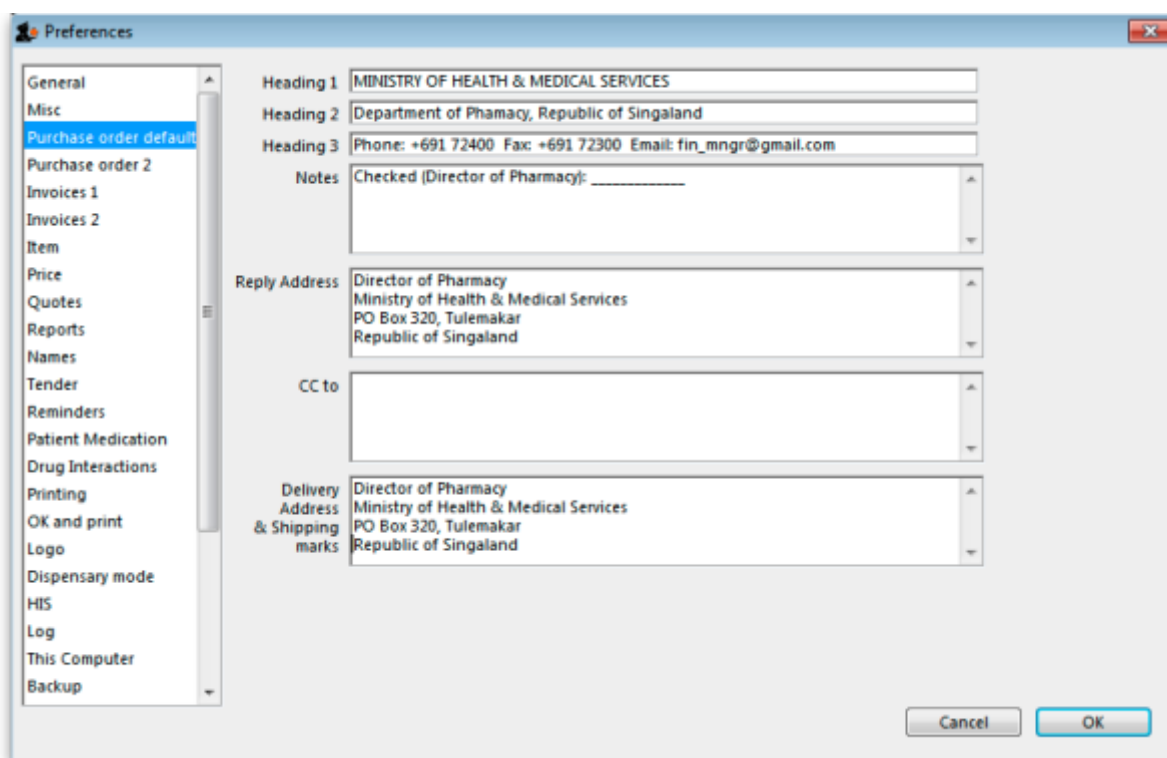 Preferences
General
Misc
Purchase order default
Purchase order 2
Invoices 1
Invoices 2
Item
Price
Quotes
Reports
Names
Tender
Reminders
Patient Medication
Drug Interactions
Printing
OK and print
Logo
Dispensary mode
HIS
Log
This Computer
Backup
Heading 1 MINISTRY OF HEALTH & MEDICAL SERVICES
Heading 2 Department of Phamacy, Republic of Singaland
Heading 3 Phone: +691 72400 Fax: +691 72300 Email: fin_mngr@gmail.com
Notes Checked (Director of Pharmacy): _____________
Reply Address Director of Pharmacy
Ministry of Health & Medical Services
PO Box 320, Tulemakar
Republic of Singaland
CC to
Delivery Director of Pharmacy
Address Ministry of Health & Medical Services
& Shipping PO Box 320, Tulemakar
marks Republic of Singaland
Cancel OK